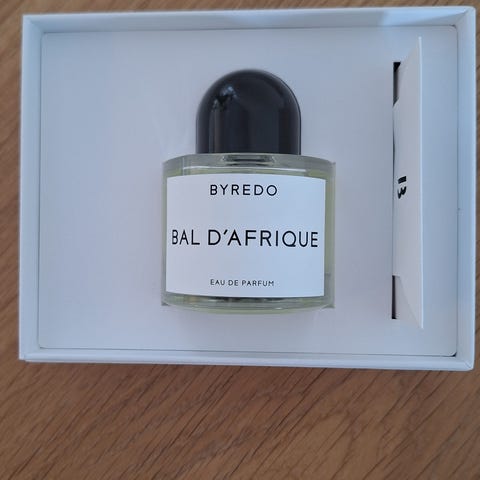 BYREDO
BAL D'AFRIQUE
EAU DE PARFUM